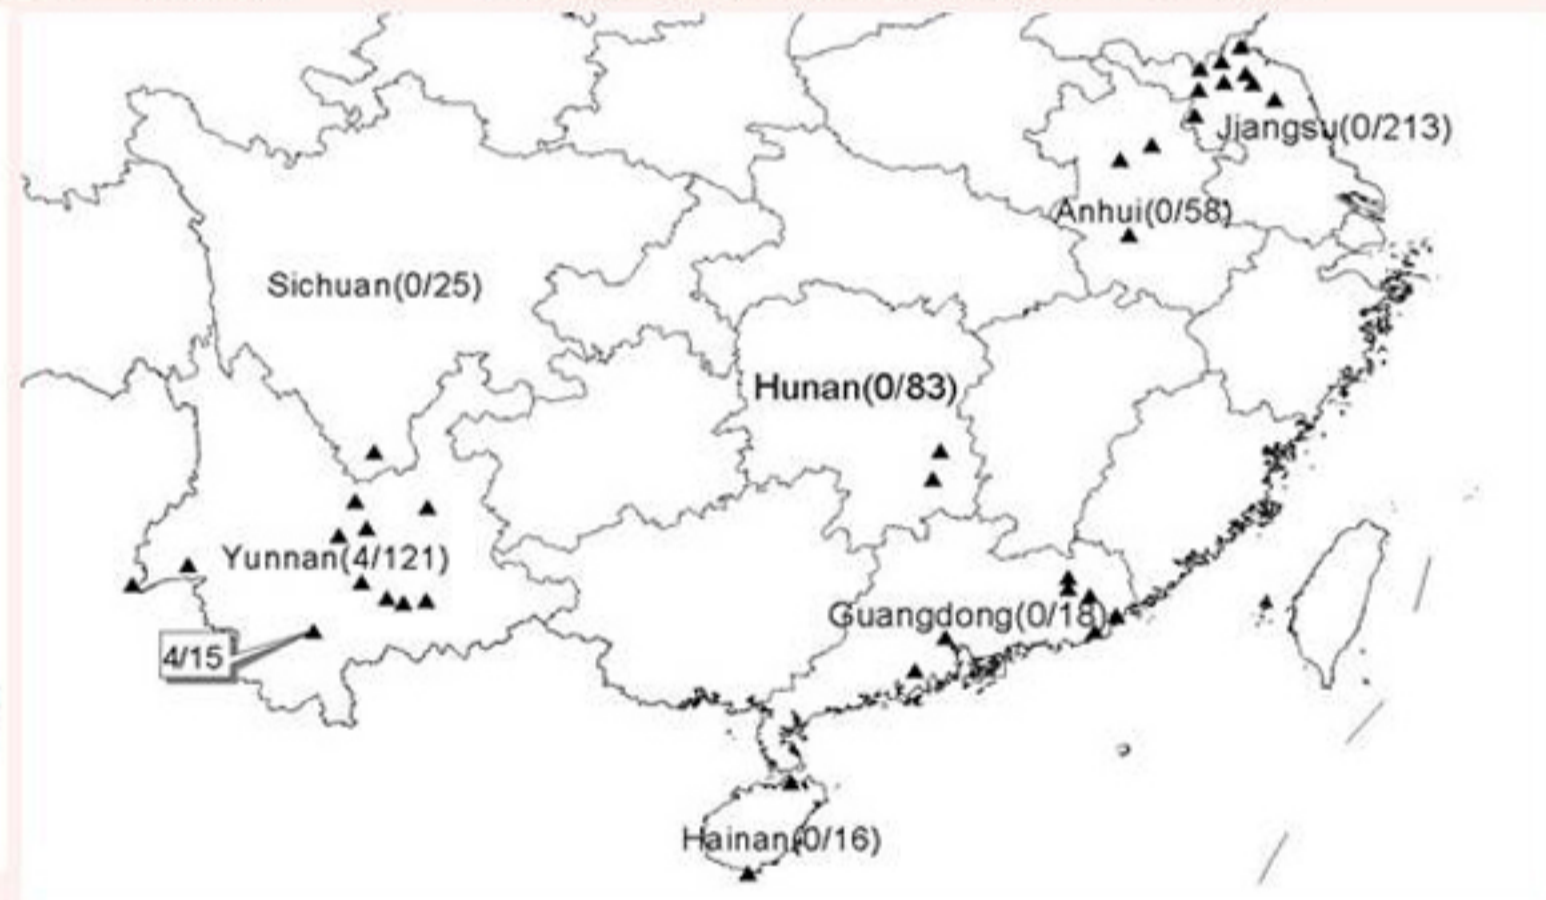 Jjangsu(0/213)
Anhui(0/58)
Sichuan(0/25)
Hunan(0/83)
Yunnan(4/121)
Guangdong(0/18)
4/15
Hainan(0/16)